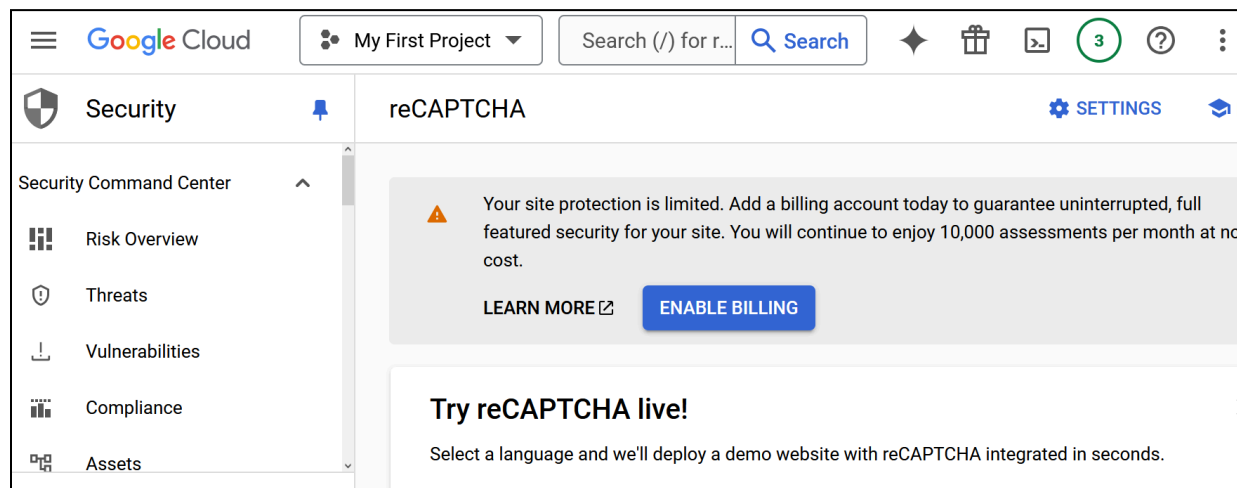 Google Cloud
My First Project
Search (/) for r...
Search
3
Security
reCAPTCHA
SETTINGS
Security Command Center
Risk Overview
Threats
Vulnerabilities
Compliance
Assets
Your site protection is limited. Add a billing account today to guarantee uninterrupted, full
featured security for your site. You will continue to enjoy 10,000 assessments per month at no
cost.
LEARN MORE
ENABLE BILLING
Try reCAPTCHA live!
Select a language and we'll deploy a demo website with reCAPTCHA integrated in seconds.